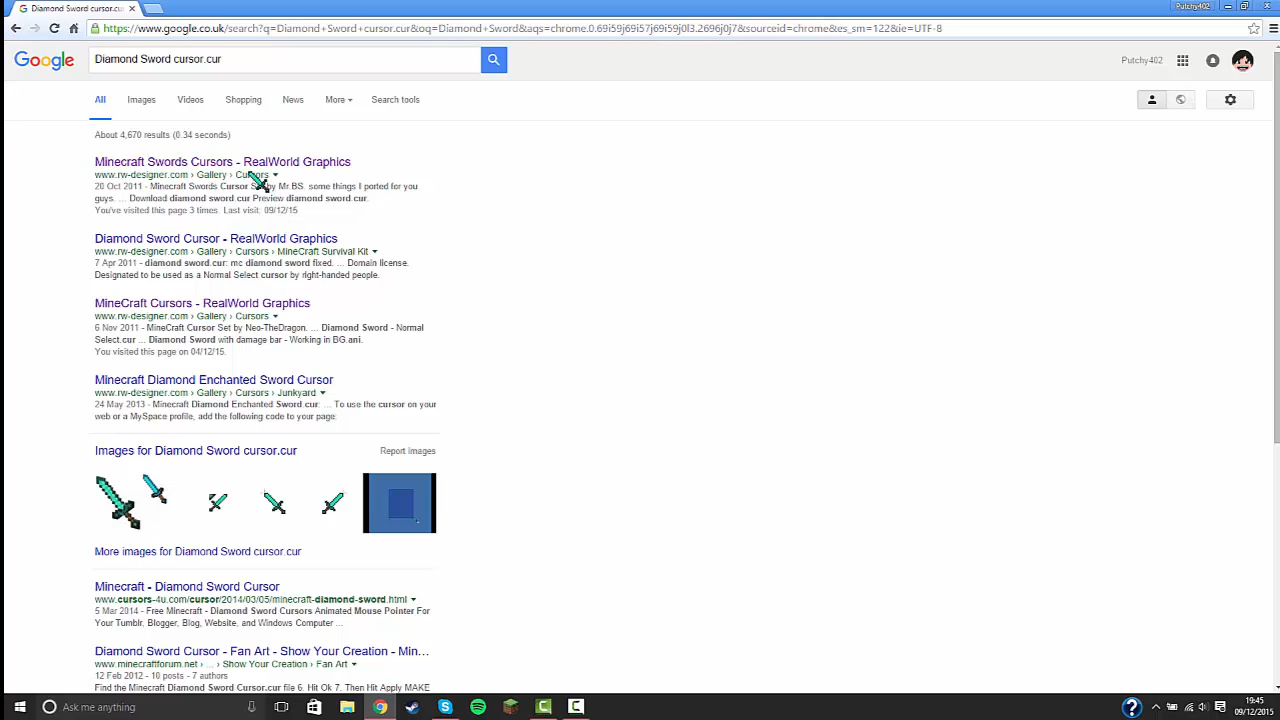 Diamond Sword cursor.cu
Putchy402
https://www.google.co.uk/search?q=Diamond+Sword+cursor.cur&oq=Diamond+Sword&aqs=chrome.0.69i59j69i57j69i59j0l3.2696j0j7&sourceid=chrome&es_sm=122&ie=UTF-8
Google
Diamond Sword cursor.cur
Putchy402
All Images Videos Shopping News More Search tools
About 4,670 results (0.34 seconds)
Minecraft Swords Cursors - RealWorld Graphics
www.rw-designer.com › Gallery › Cursors
20 Oct 2011 - Minecraft Swords Cursor Set by Mr.BS. some things I ported for you
guys. ... Download diamond sword.cur Preview diamond sword.cur.
You've visited this page 3 times. Last visit: 09/12/15
Diamond Sword Cursor - RealWorld Graphics
www.rw-designer.com › Gallery › Cursors › MineCraft Survival Kit
7 Apr 2011 - diamond sword.cur: mc diamond sword fixed. ... Domain license.
Designated to be used as a Normal Select cursor by right-handed people.
MineCraft Cursors - RealWorld Graphics
www.rw-designer.com › Gallery › Cursors
6 Nov 2011 - MineCraft Cursor Set by Neo-TheDragon. ... Diamond Sword - Normal
Select.cur ... Diamond Sword with damage bar - Working in BG.ani.
You visited this page on 04/12/15.
Minecraft Diamond Enchanted Sword Cursor
www.rw-designer.com › Gallery › Cursors › Junkyard
24 May 2013 - Minecraft Diamond Enchanted Sword.cur: ... To use the cursor on your
web or a MySpace profile, add the following code to your page:
Images for Diamond Sword cursor.cur
Report images
More images for Diamond Sword cursor.cur
Minecraft - Diamond Sword Cursor
www.cursors-4u.com/cursor/2014/03/05/minecraft-diamond-sword.html
5 Mar 2014 - Free Minecraft - Diamond Sword Cursors Animated Mouse Pointer For
Your Tumblr, Blogger, Blog, Website, and Windows Computer ...
Diamond Sword Cursor - Fan Art - Show Your Creation - Min...
www.minecraftforum.net › ... › Show Your Creation › Fan Art
12 Feb 2012 - 10 posts - 7 authors
Find the Minecraft Diamond Sword Cursor.cur file 6. Hit Ok 7. Then Hit Apply MAKE
Ask me anything
19:45
09/12/2015